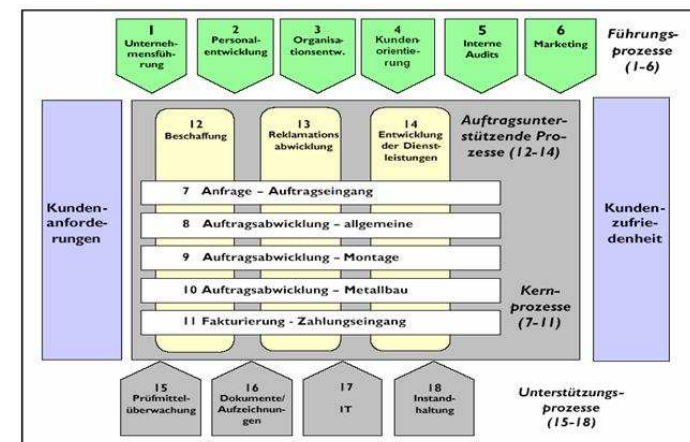 1
Unterneh-
mensfüh-
rung
2
Personal-
entwicklung
3
Organisa-
tionsentw.
4
Kunden
orientie-
rung
5
Interne
Audits
6
Marketing
Führungs-
prozesse
(1-6)
Kunden-
anforde-
rungen
12
Beschaffung
13
Reklamations
abwicklung
14
Entwicklung
der Dienst-
leistungen
Auftragsunter-
stützende Pro-
zesse (12-14)
7 Anfrage – Auftragseingang
8 Auftragsabwicklung – allgemeine
9 Auftragsabwicklung – Montage
10 Auftragsabwicklung – Metallbau
11 Fakturierung - Zahlungseingang
Kern-
prozesse
(7-11)
Kunden-
zufrie-
denheit
15
Prüfmittel-
überwachung
16
Dokumente/
Aufzeichnun-
gen
17
IT
18
Instand-
haltung
Unterstützungs-
prozesse
(15-18)